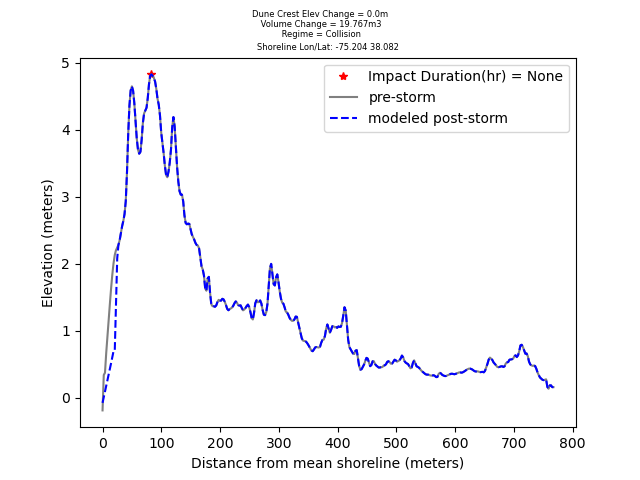 Dune Crest Elev Change = 0.0m
Volume Change = 19.767m3
Regime = Collision
Shoreline Lon/Lat: -75.204 38.082
Impact Duration(hr) = None
pre-storm
modeled post-storm
Elevation (meters)
5
4
3
2
1
0
0 100 200 300 400 500 600 700 800
Distance from mean shoreline (meters)